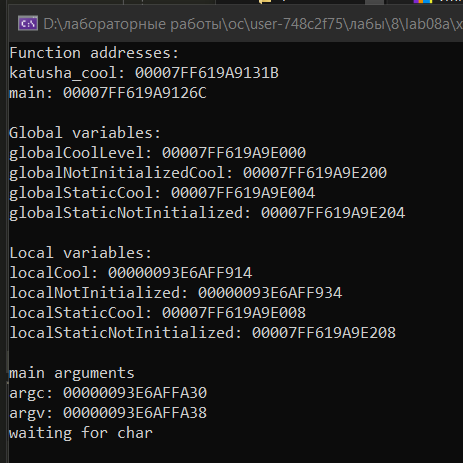 D:\лабораторные работы\ос\user-748c2f75\лабы\8\lab08a\x
Function addresses:
katusha_cool: 00007FF619A9131B
main: 00007FF619A9126C
Global variables:
globalCoolLevel: 00007FF619A9E000
globalNotInitializedCool: 00007FF619A9E200
globalStaticCool: 00007FF619A9E004
globalStaticNotInitialized: 00007FF619A9E204
Local variables:
localCool: 00000093E6AFF914
localNotInitialized: 00000093E6AFF934
localStaticCool: 00007FF619A9E008
localStaticNotInitialized: 00007FF619A9E208
main arguments
argc: 00000093E6AFFA30
argv: 00000093E6AFFA38
waiting for char